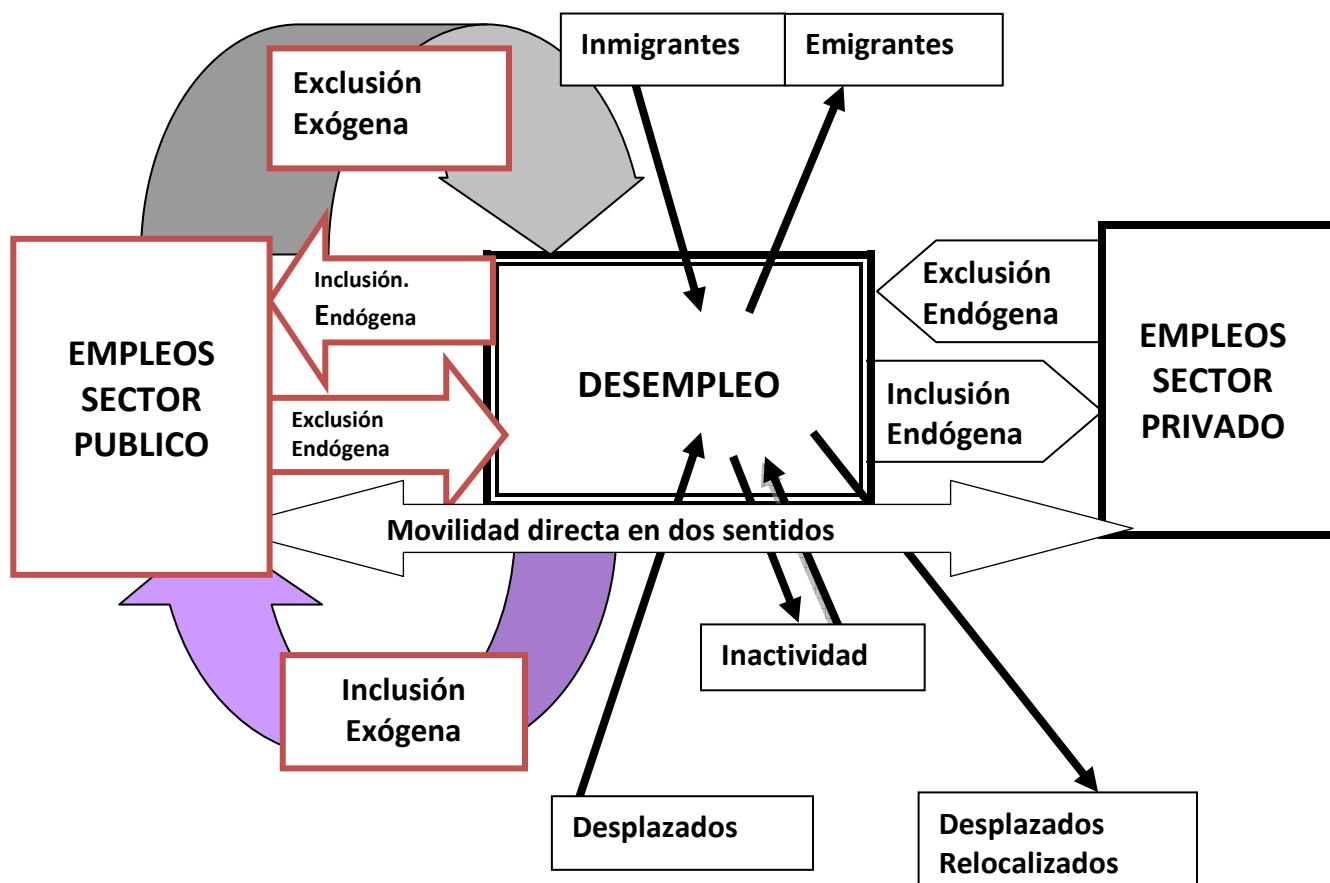 Inmigrantes
Emigrantes
Exclusión
Exógena
Inclusión.
Endógena
Exclusión
Endógena
EMPLEOS
SECTOR
PUBLICO
DESEMPLEO
EMPLEOS
SECTOR
PRIVADO
Inclusión
Endógena
Exclusión
Endógena
Movilidad directa en dos sentidos
Inactividad
Inclusión
Exógena
Desplazados
Desplazados
Relocalizados